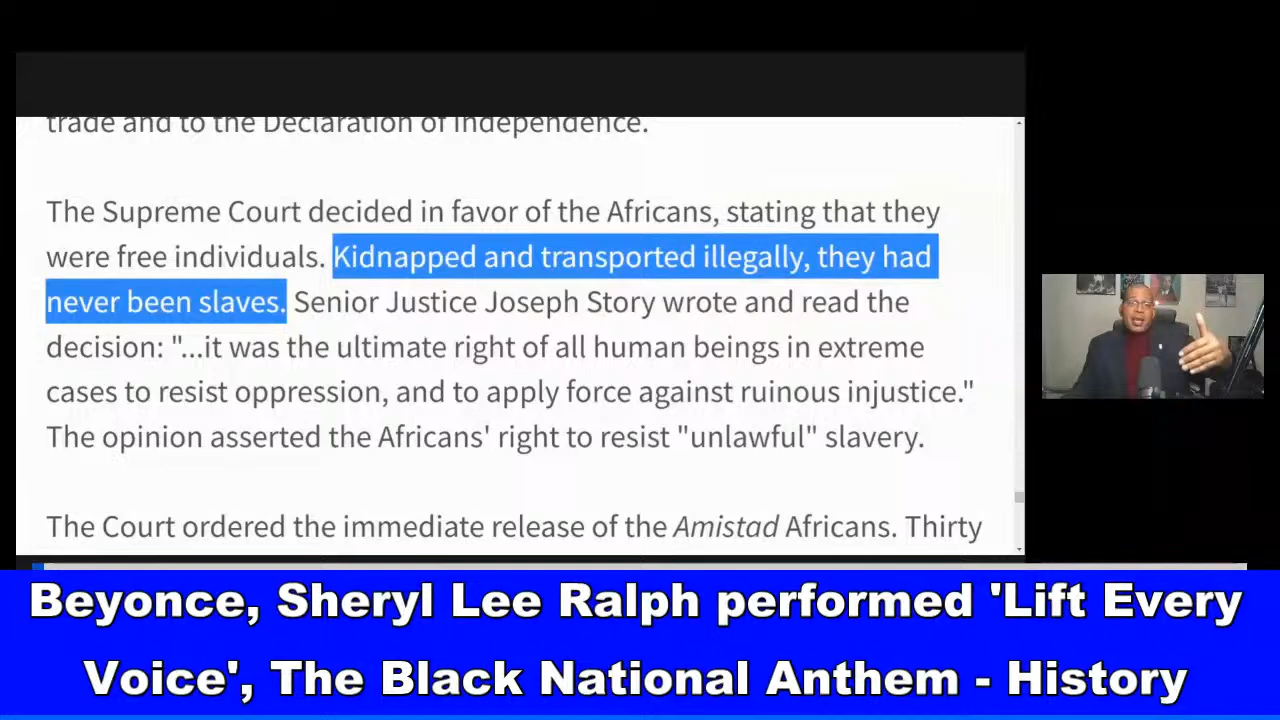 trade and to the Declaration of Independence.
The Supreme Court decided in favor of the Africans, stating that they
were free individuals. Kidnapped and transported illegally, they had
never been slaves. Senior Justice Joseph Story wrote and read the
decision: "...it was the ultimate right of all human beings in extreme
cases to resist oppression, and to apply force against ruinous injustice."
The opinion asserted the Africans' right to resist "unlawful" slavery.
The Court ordered the immediate release of the Amistad Africans. Thirty
Beyonce, Sheryl Lee Ralph performed 'Lift Every
Voice', The Black National Anthem - History